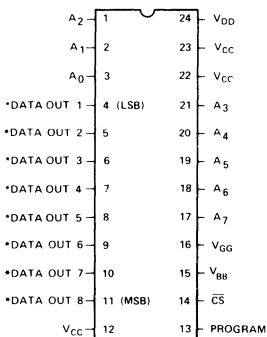 A2 1 24 VDD
A1 2 23 VCC
A0 3 22 VCC
*DATA OUT 1 4 (LSB) 21 A3
*DATA OUT 2 5 20 A4
*DATA OUT 3 6 19 A5
*DATA OUT 4 7 18 A6
*DATA OUT 5 8 17 A7
*DATA OUT 6 9 16 VGG
*DATA OUT 7 10 15 VBB
*DATA OUT 8 11 (MSB) 14 C̅S̅
VCC 12 13 PROGRAM